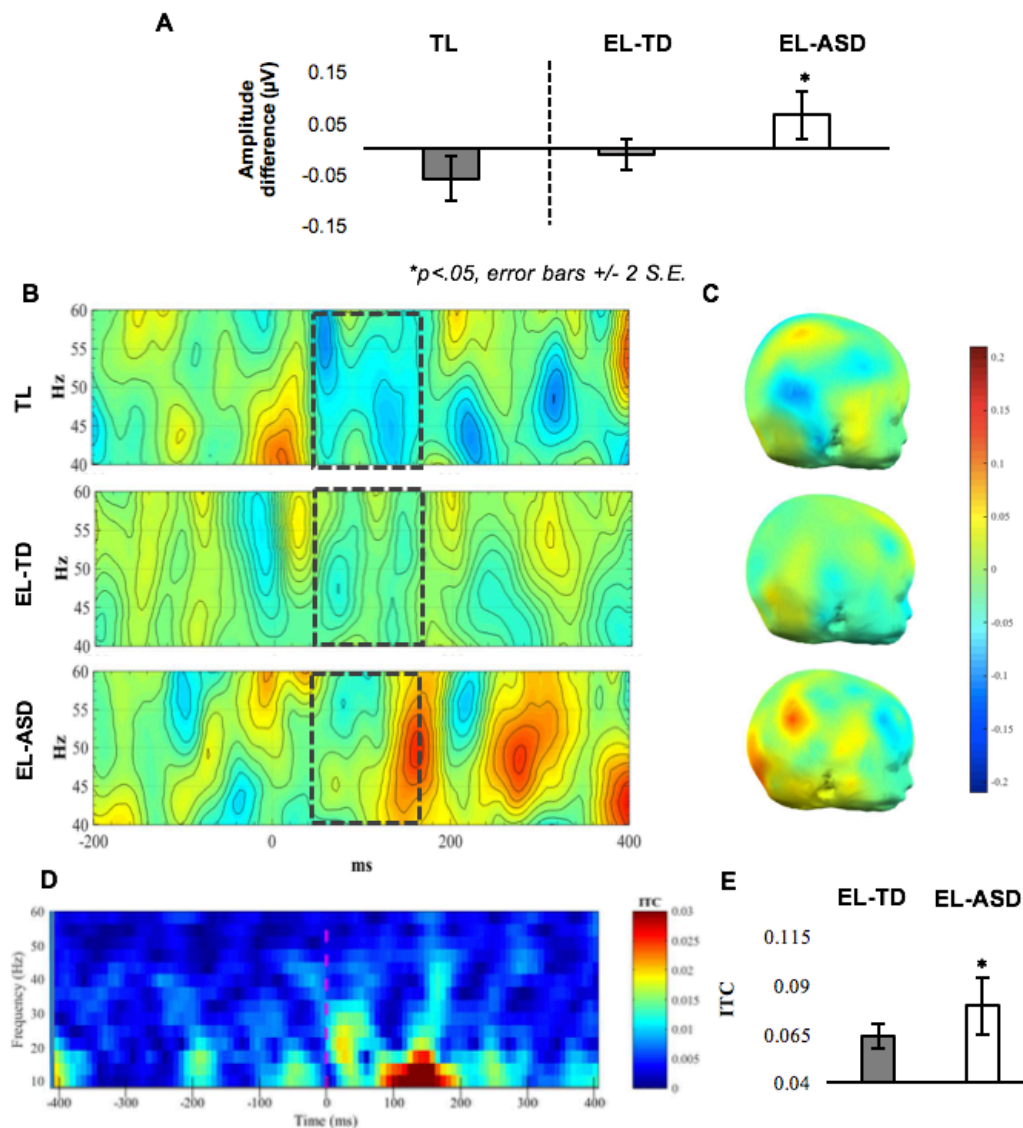 A
TL EL-TD EL-ASD
Amplitude
difference (µV)
0.15
0.05
-0.05
-0.15
*
*p<.05, error bars +/- 2 S.E.
B
C
TL
Hz
60
55
50
45
40
EL-TD
Hz
60
55
50
45
40
EL-ASD
Hz
60
55
50
45
40
-200 0 200 400
ms
0.2
0.15
0.1
0.05
0
-0.05
-0.1
-0.15
-0.2
D
Frequency (Hz)
60
50
40
30
20
10
-400 -300 -200 -100 0 100 200 300 400
Time (ms)
ITC
0.03
0.025
0.02
0.015
0.01
0.005
0
E
EL-TD EL-ASD
ITC
0.115
0.09
0.065
0.04
*